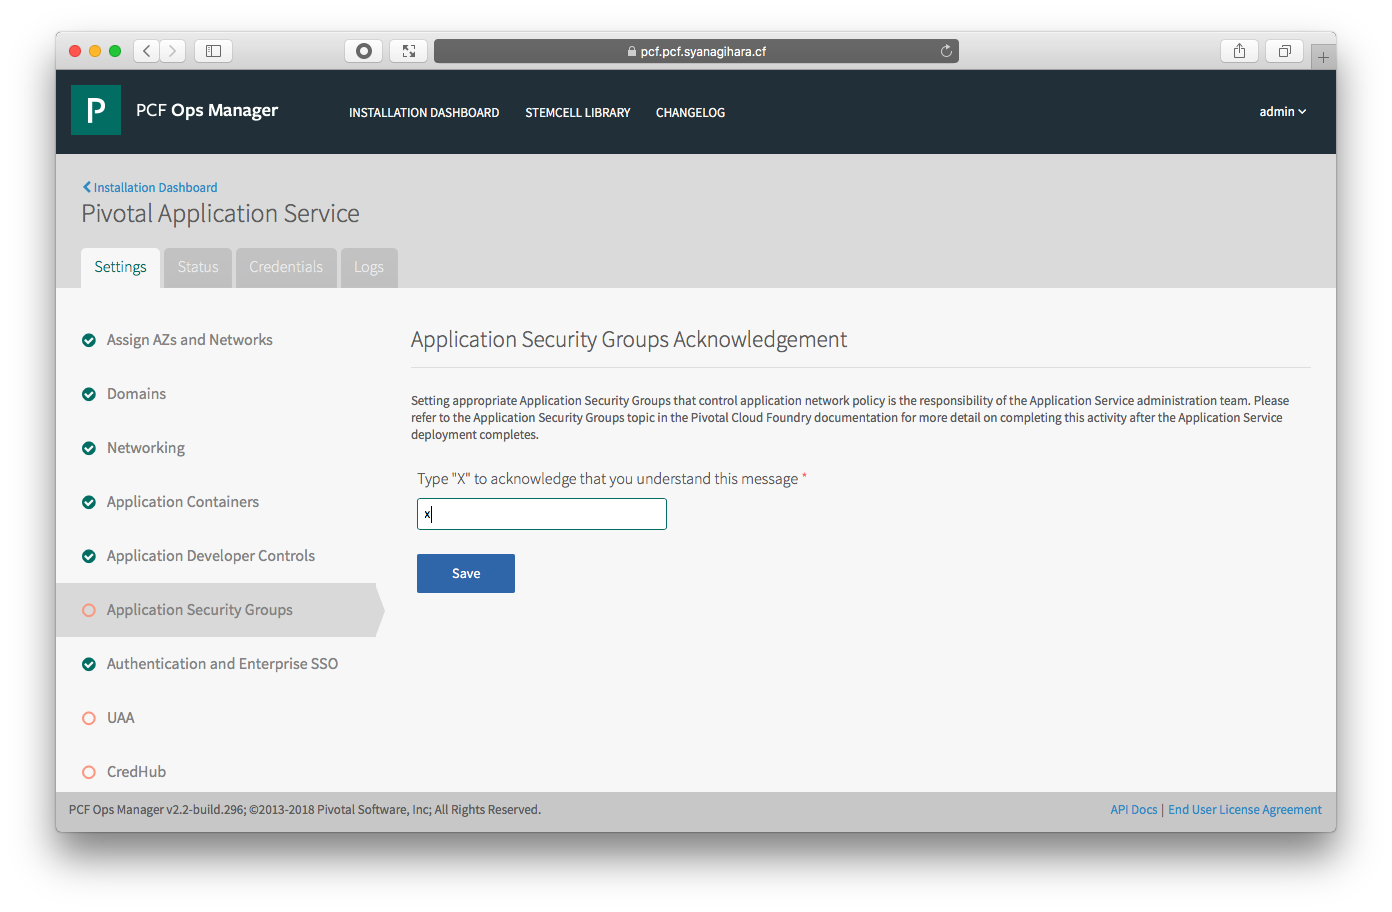 pcf.pcf.syanagihara.cf
P
PCF Ops Manager
INSTALLATION DASHBOARD
STEMCELL LIBRARY
CHANGELOG
admin
Installation Dashboard
Pivotal Application Service
Settings
Status
Credentials
Logs
Assign AZs and Networks
Domains
Networking
Application Containers
Application Developer Controls
Application Security Groups
Authentication and Enterprise SSO
UAA
CredHub
Application Security Groups Acknowledgement
Setting appropriate Application Security Groups that control application network policy is the responsibility of the Application Service administration team. Please
refer to the Application Security Groups topic in the Pivotal Cloud Foundry documentation for more detail on completing this activity after the Application Service
deployment completes.
Type "X" to acknowledge that you understand this message *
x
Save
PCF Ops Manager v2.2-build.296; ©2013-2018 Pivotal Software, Inc; All Rights Reserved.
API Docs | End User License Agreement